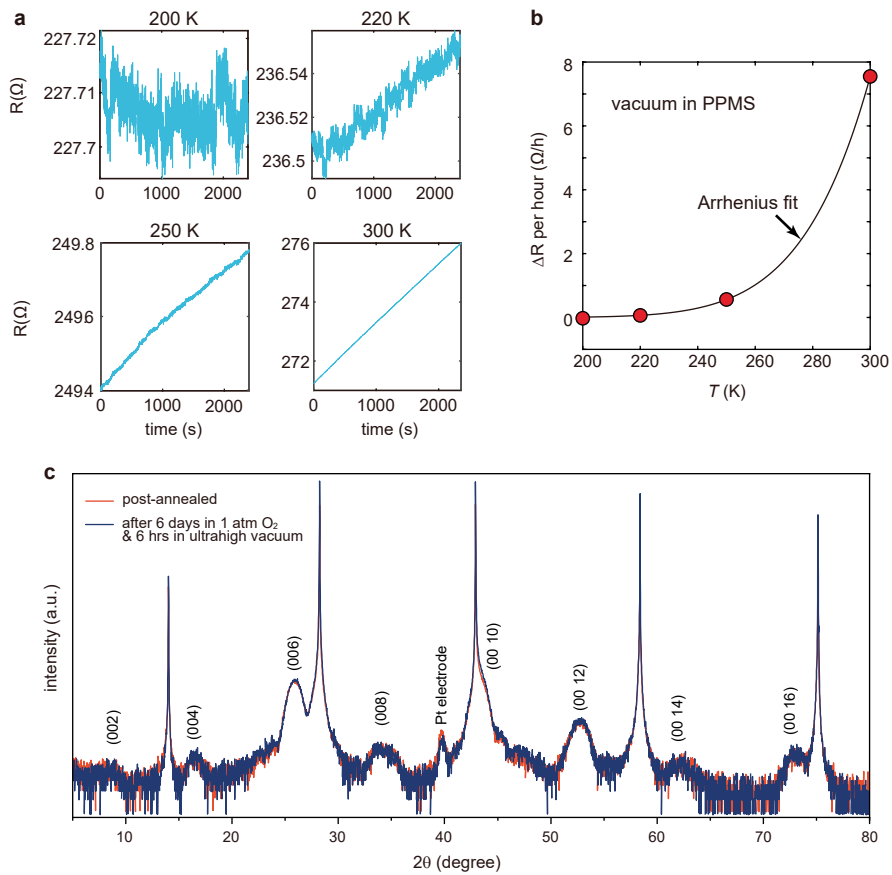 a
200 K
220 K
R(Ω)
227.72
227.71
227.7
0
1000
2000
236.54
236.52
236.5
0
1000
2000
250 K
300 K
R(Ω)
249.8
2496
2494
0
1000
2000
time (s)
276
274
272
0
1000
2000
time (s)
b
ΔR per hour (Ω/h)
8
7
6
4
2
0
vacuum in PPMS
Arrhenius fit
200
220
240
260
280
300
T (K)
c
post-annealed
after 6 days in 1 atm O₂
& 6 hrs in ultrahigh vacuum
intensity (a.u.)
(002)
(004)
(006)
(008)
Pt electrode
(00 10)
(00 12)
(00 14)
(00 16)
10
20
30
40
50
60
70
80
2θ (degree)